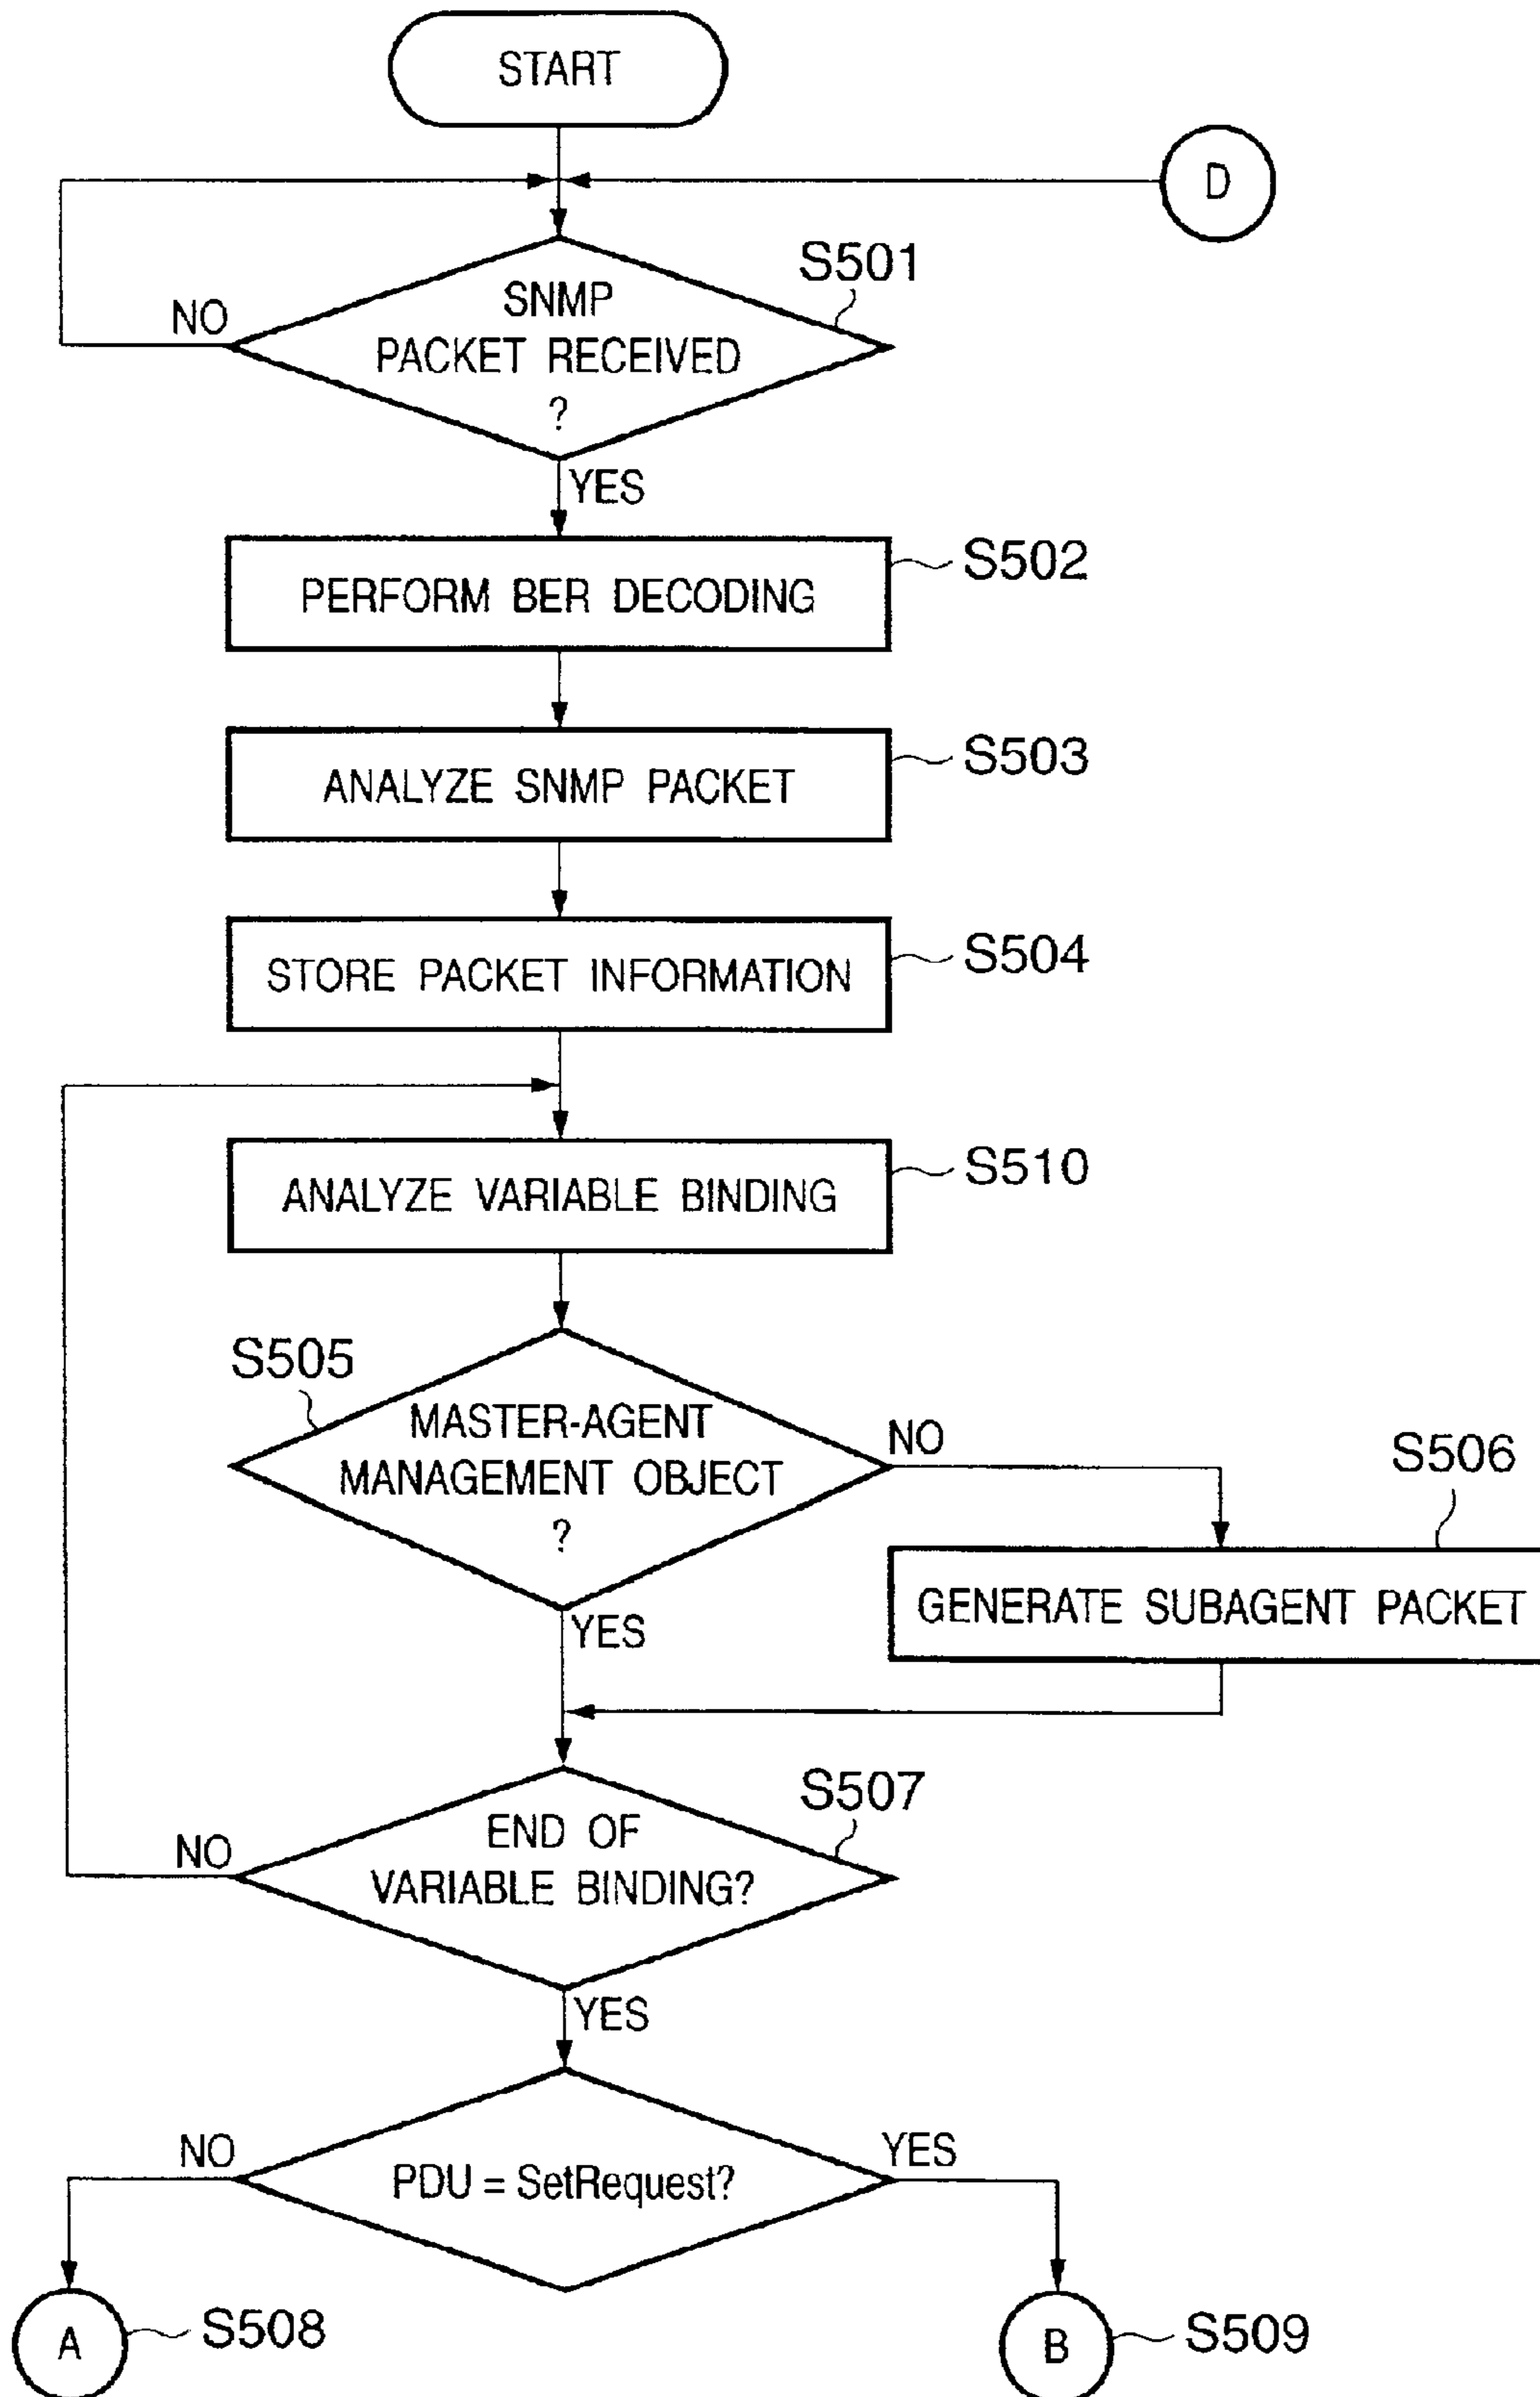 START
D
S501
NO
SNMP
PACKET RECEIVED
?
YES
PERFORM BER DECODING
S502
ANALYZE SNMP PACKET
S503
STORE PACKET INFORMATION
S504
ANALYZE VARIABLE BINDING
S510
S505
MASTER-AGENT
MANAGEMENT OBJECT
?
NO
S506
GENERATE SUBAGENT PACKET
YES
S507
END OF
VARIABLE BINDING?
NO
YES
NO
PDU = SetRequest?
YES
A
S508
B
S509